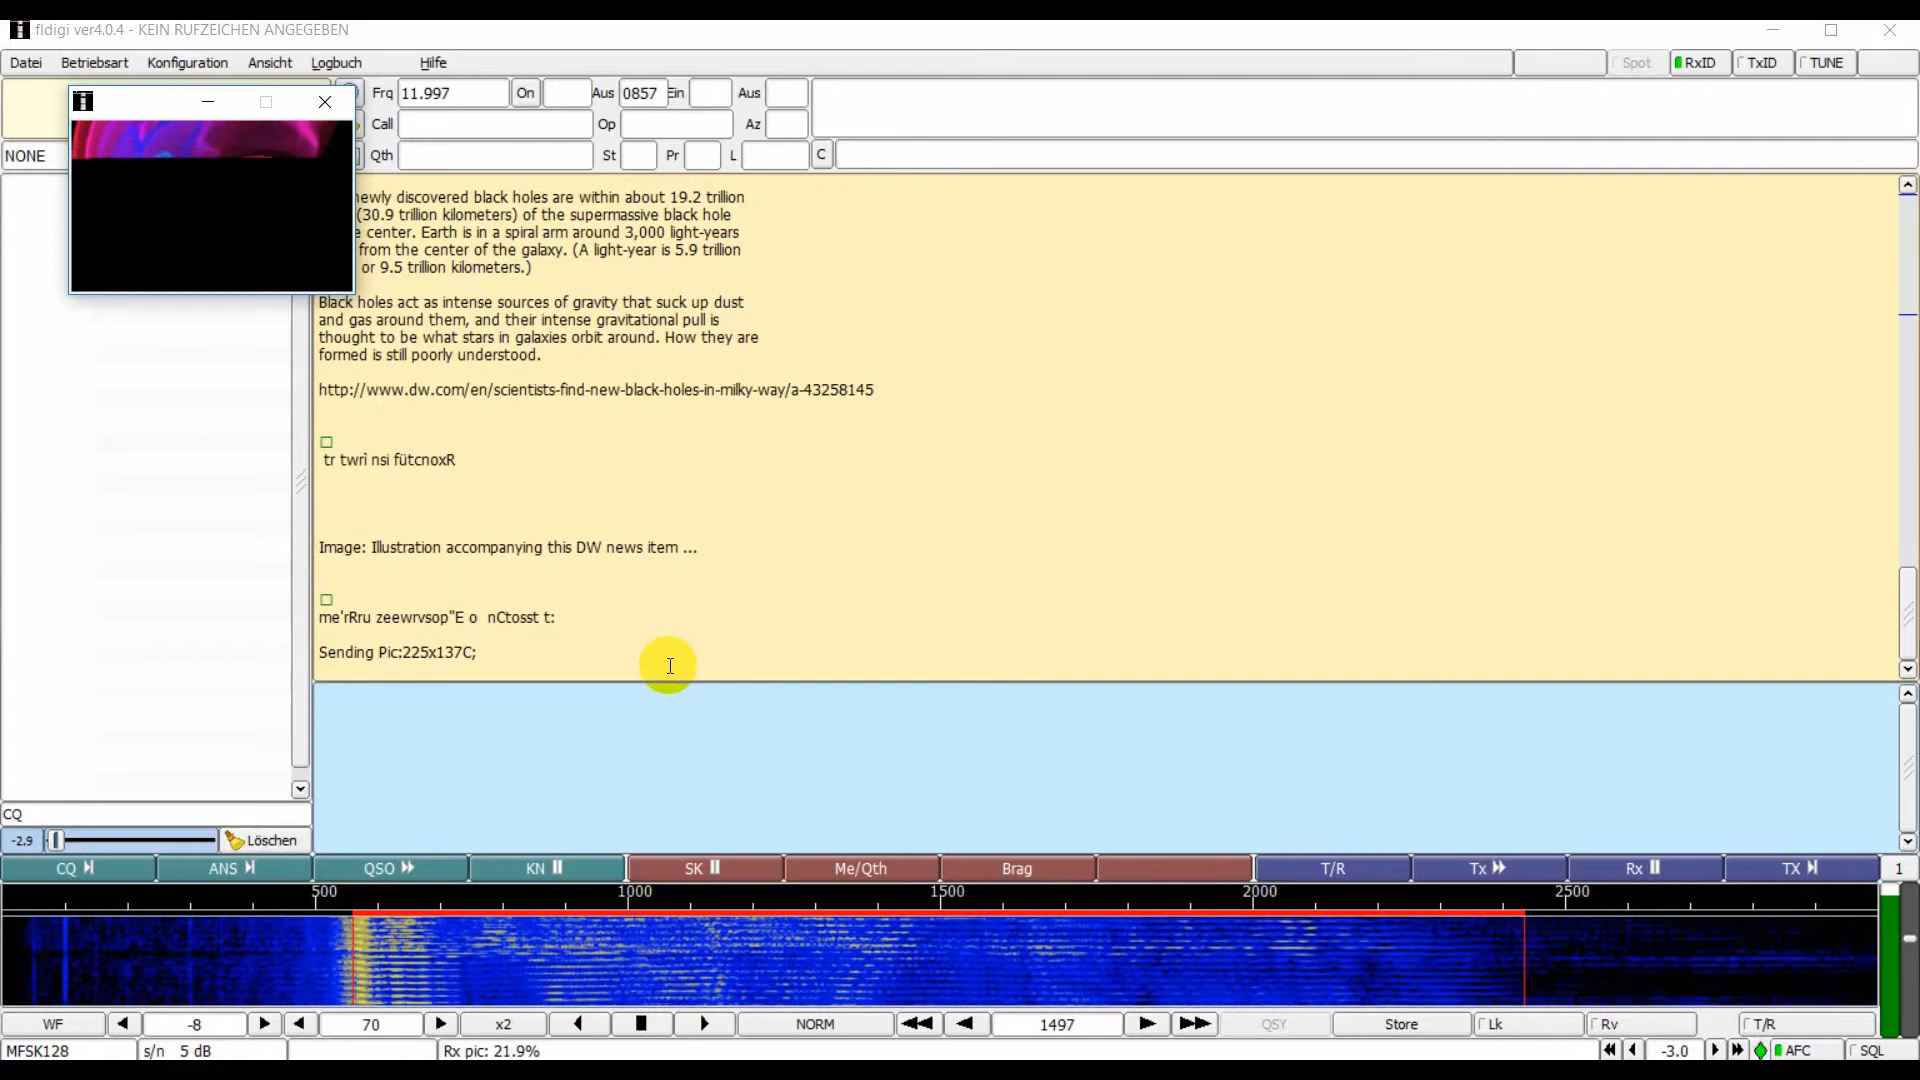 fldigi ver4.0.4 - KEIN RUFZEICHEN ANGEGEBEN
Datei Betriebsart Konfiguration Ansicht Logbuch Hilfe Spot RxID TxID TUNE
Frq 11.997 On Aus 0857 Ein Aus
Call Op Az
NONE Qth St Pr L C
ewly discovered black holes are within about 19.2 trillion
(30.9 trillion kilometers) of the supermassive black hole
e center. Earth is in a spiral arm around 3,000 light-years
from the center of the galaxy. (A light-year is 5.9 trillion
or 9.5 trillion kilometers.)
Black holes act as intense sources of gravity that suck up dust
and gas around them, and their intense gravitational pull is
thought to be what stars in galaxies orbit around. How they are
formed is still poorly understood.
http://www.dw.com/en/scientists-find-new-black-holes-in-milky-way/a-43258145
tr twrì nsi fütcnoxR
Image: Illustration accompanying this DW news item ...
me'rRru zeewrvsop"E o nCtosst t:
Sending Pic:225x137C;
CQ
-2.9 Löschen
CQ ANS QSO KN SK Me/Qth Brag T/R Tx Rx TX 1
500 1000 1500 2000 2500
WF -8 70 x2 NORM 1497 QSY Store Lk Rv T/R
MFSK128 s/n 5 dB Rx pic: 21.9% -3.0 AFC SQL